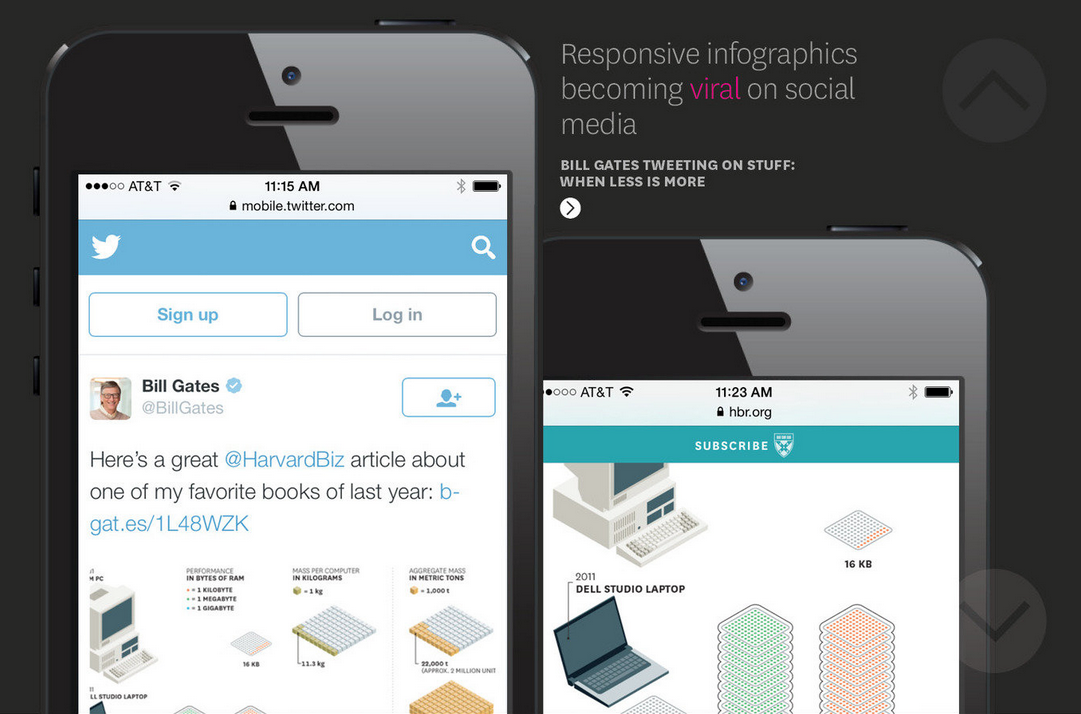 Responsive infographics
becoming viral on social
media
BILL GATES TWEETING ON STUFF:
WHEN LESS IS MORE
AT&T
11:15 AM
mobile.twitter.com
Sign up
Log in
Bill Gates
@BillGates
Here's a great @HarvardBiz article about
one of my favorite books of last year: b-
gat.es/1L48WZK
M PC
PERFORMANCE
IN BYTES OF RAM
= 1 KILOBYTE
= 1 MEGABYTE
= 1 GIGABYTE
16 KB
MASS PER COMPUTER
IN KILOGRAMS
= 1 kg
11.3 kg
AGGREGATE MASS
IN METRIC TONS
= 1,000 t
22,000 t
(APPROX. 2 MILLION UNIT
LL STUDIO LAPTOP
AT&T
11:23 AM
hbr.org
SUBSCRIBE
16 KB
2011
DELL STUDIO LAPTOP